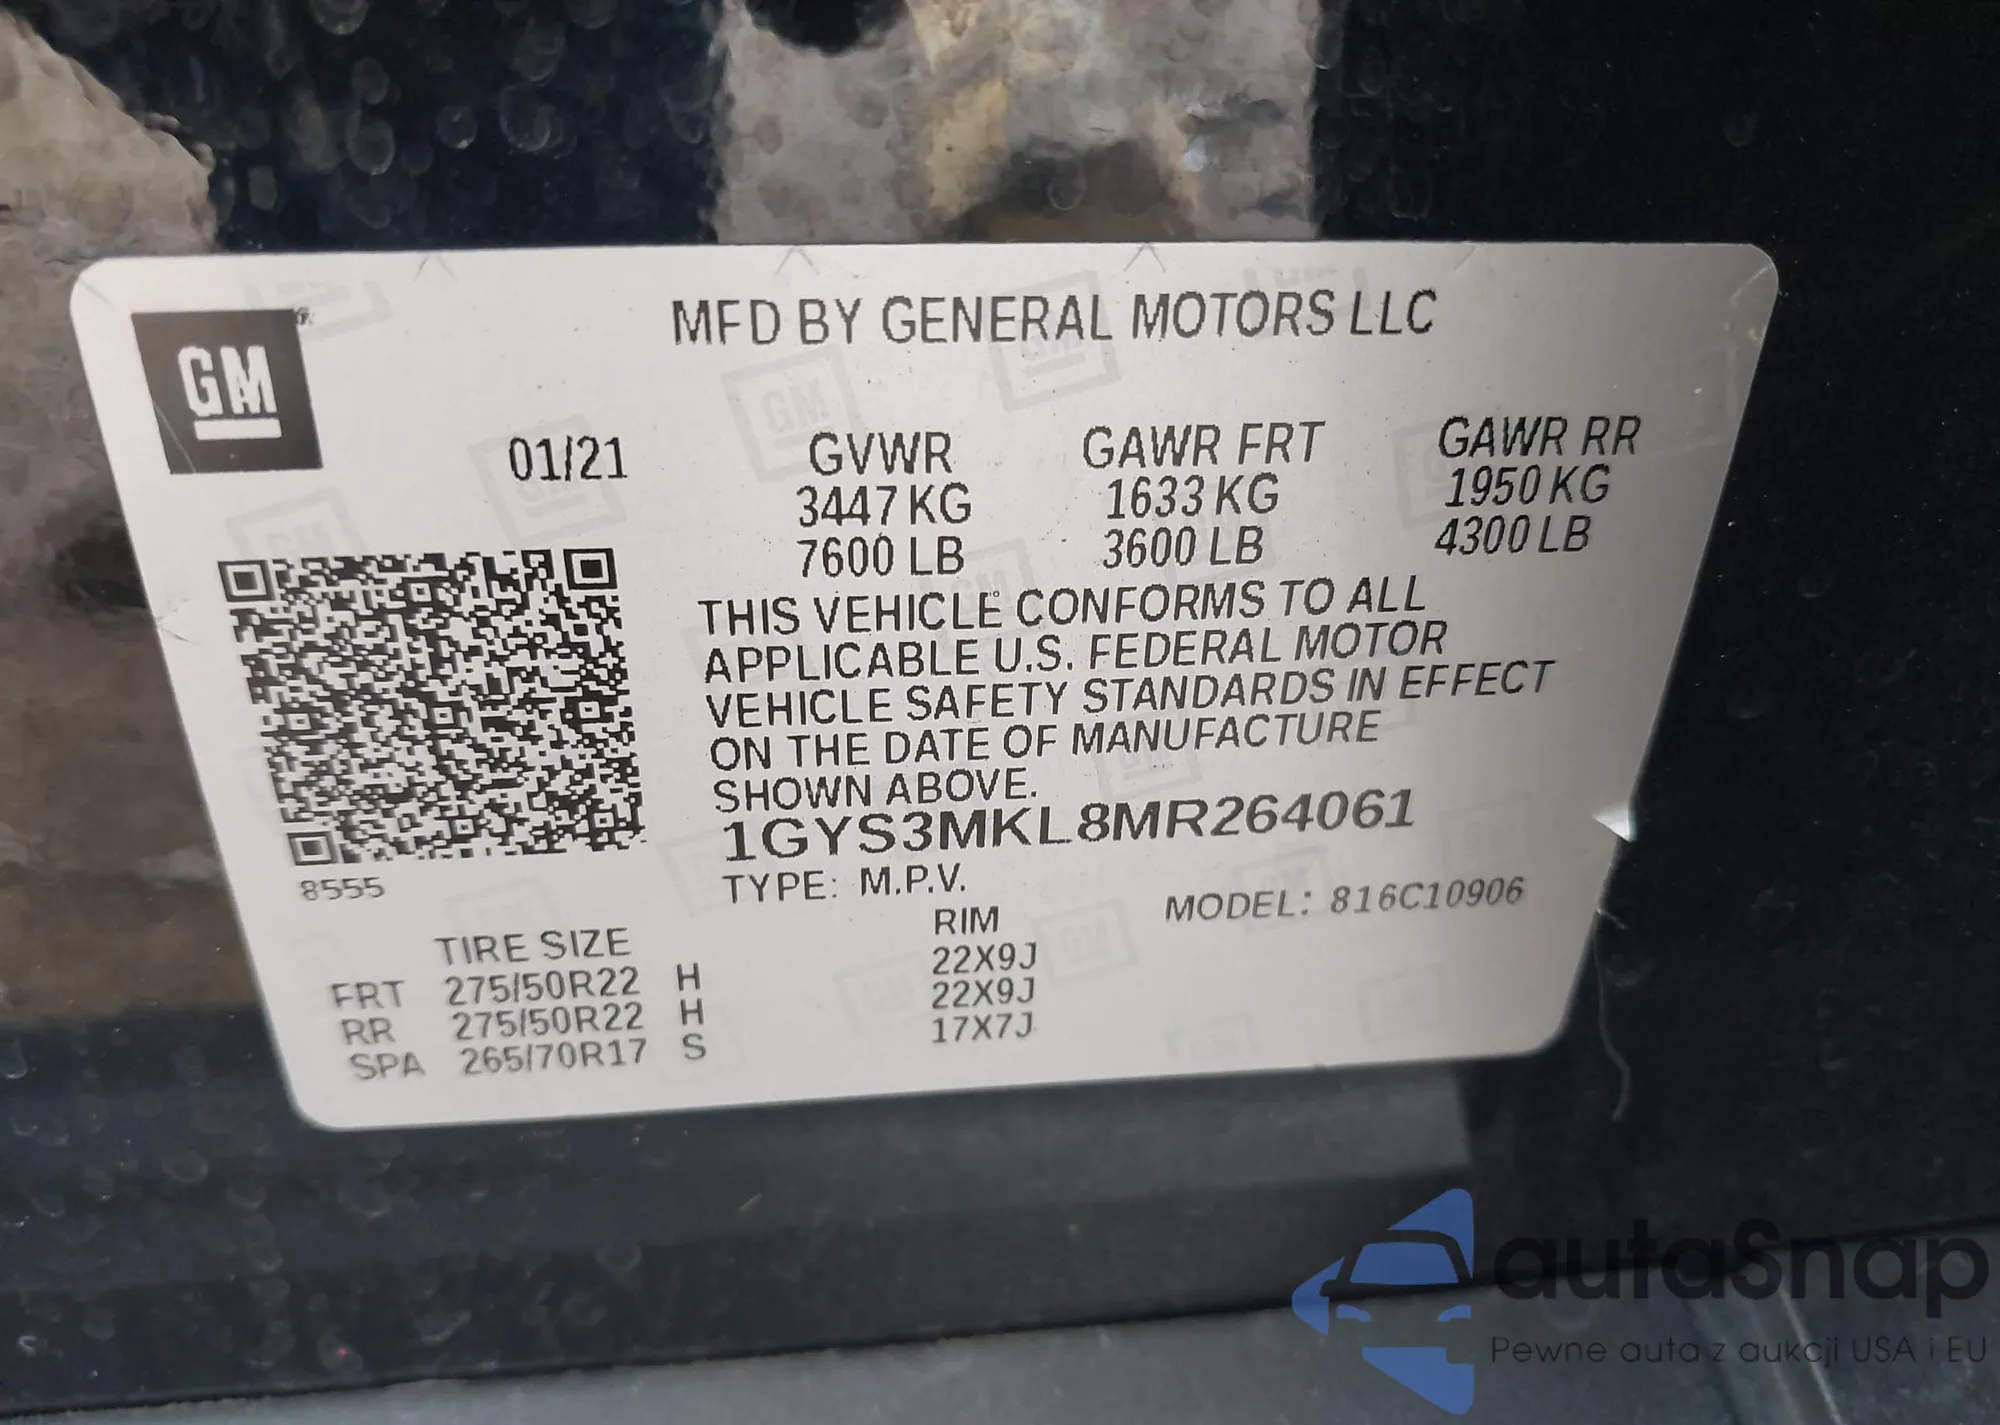 GM
MFD BY GENERAL MOTORS LLC
01/21 GVWR GAWR FRT GAWR RR
3447 KG 1633 KG 1950 KG
7600 LB 3600 LB 4300 LB
THIS VEHICLE CONFORMS TO ALL
APPLICABLE U.S. FEDERAL MOTOR
VEHICLE SAFETY STANDARDS IN EFFECT
ON THE DATE OF MANUFACTURE
SHOWN ABOVE.
1GYS3MKL8MR264061
8555
TYPE: M.P.V. MODEL: 816C10906
TIRE SIZE RIM
FRT 275/50R22 H 22X9J
RR 275/50R22 H 22X9J
SPA 265/70R17 S 17X7J
autaSnap
Pewne auta z aukcji USA i EU